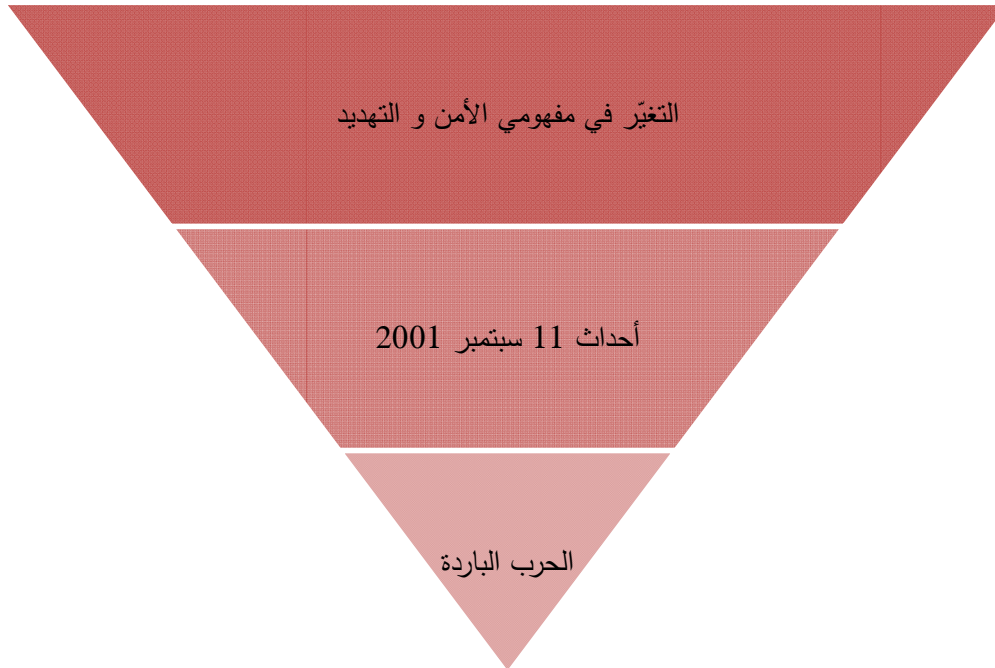 التغيّر في مفهومي الأمن و التهديد
أحداث 11 سبتمبر 2001
الحرب الباردة